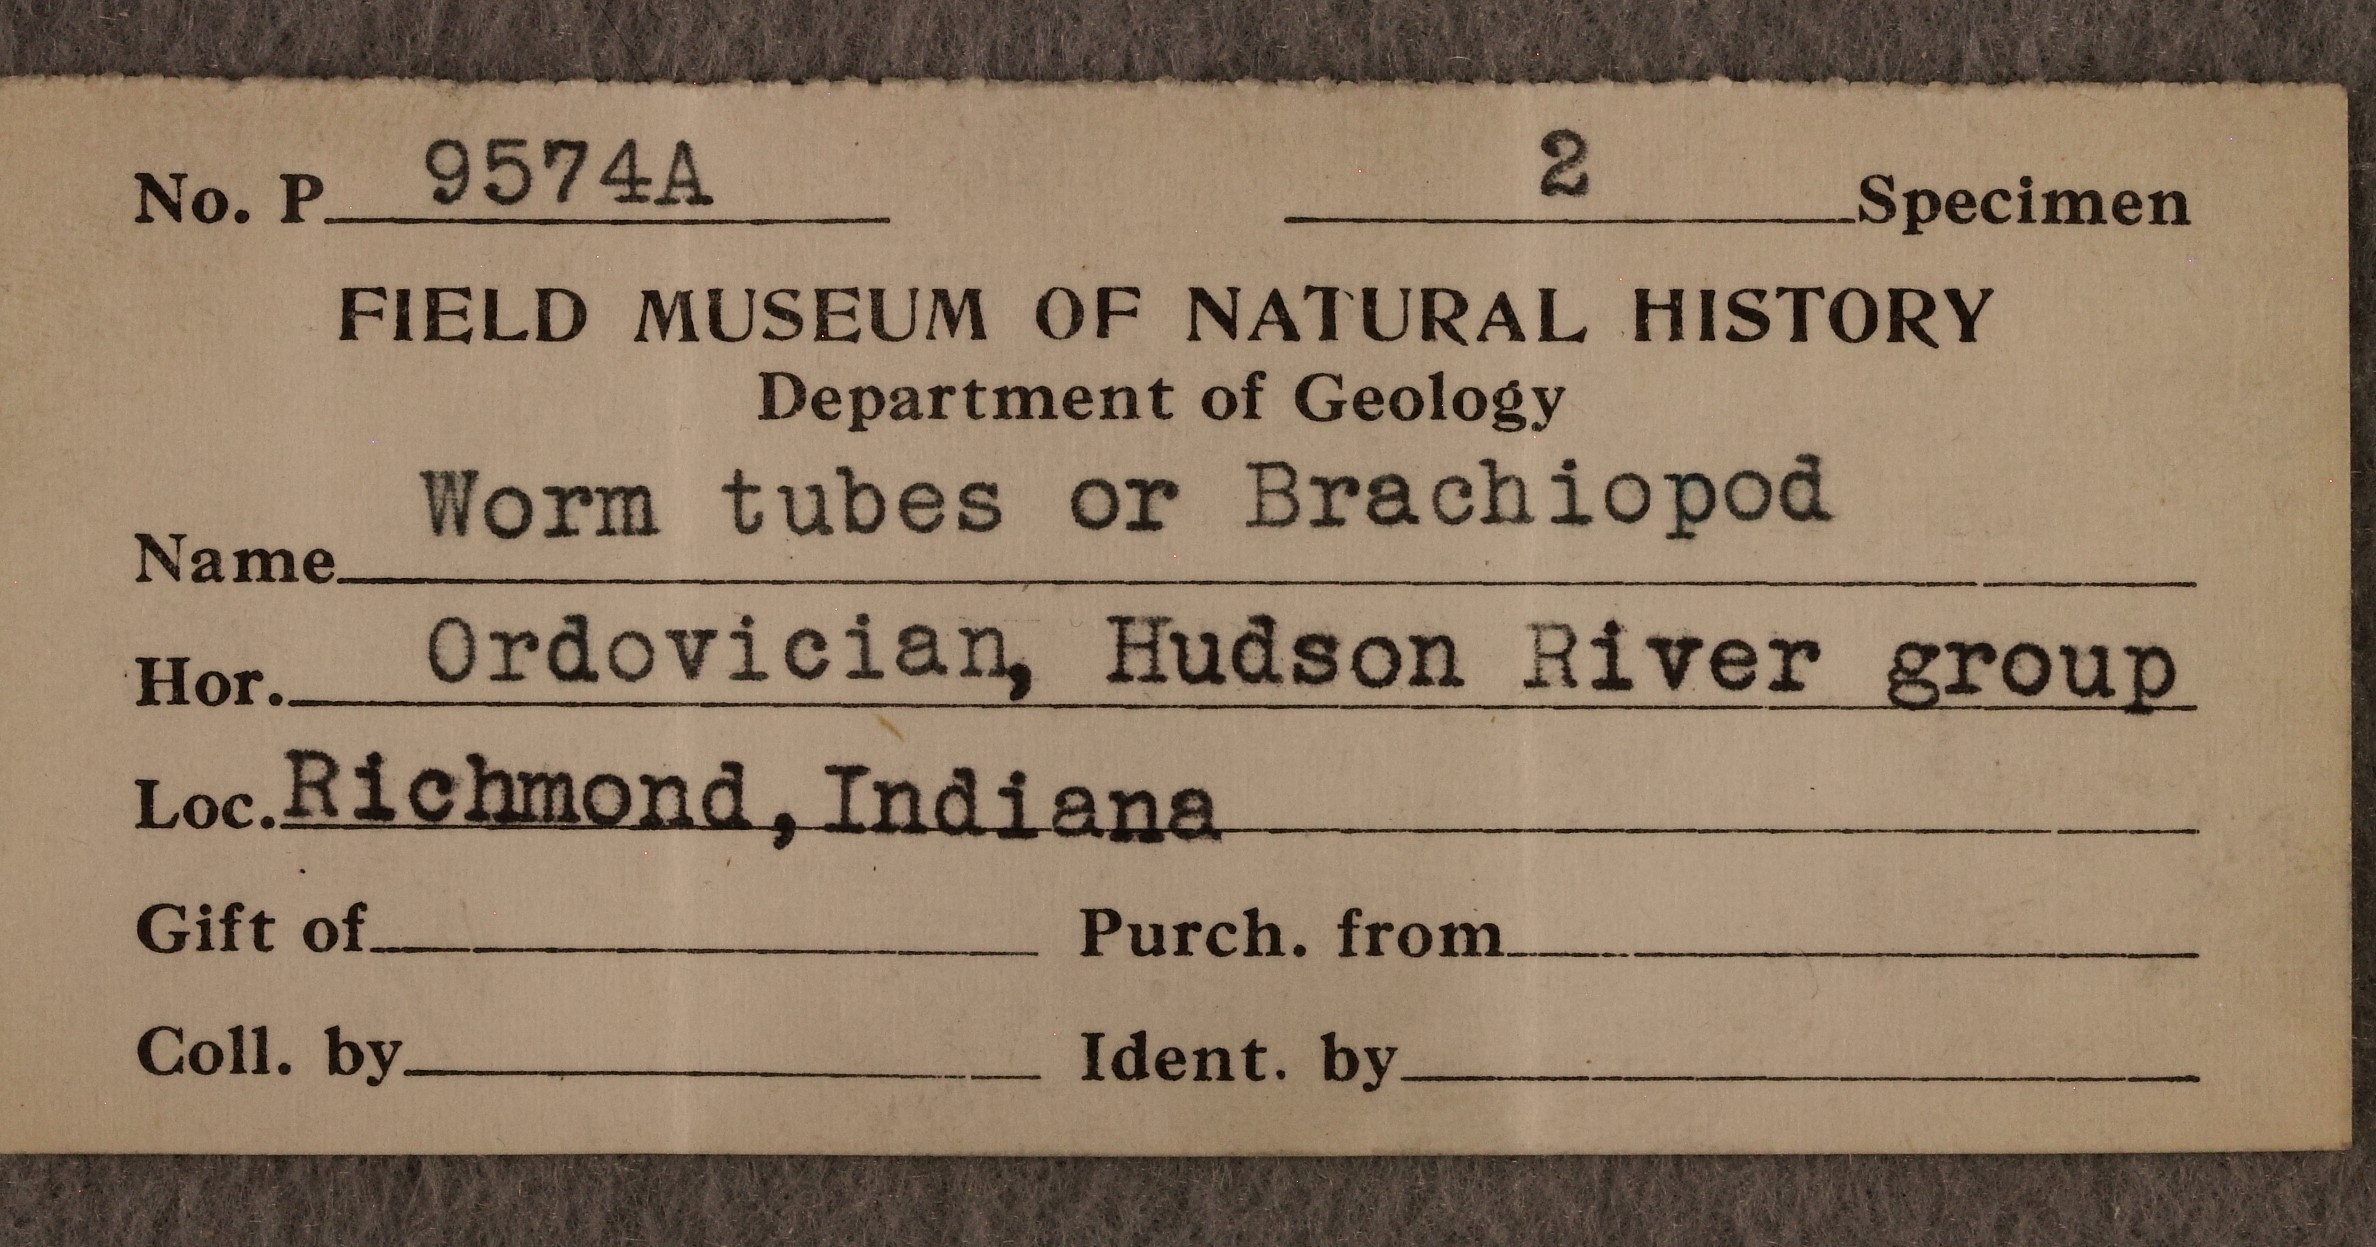 No. P 9574A 2 Specimen
FIELD MUSEUM OF NATURAL HISTORY
Department of Geology
Name Worm tubes or Brachiopod
Hor. Ordovician, Hudson River group
Loc. Richmond, Indiana
Gift of Purch. from
Coll. by Ident. by